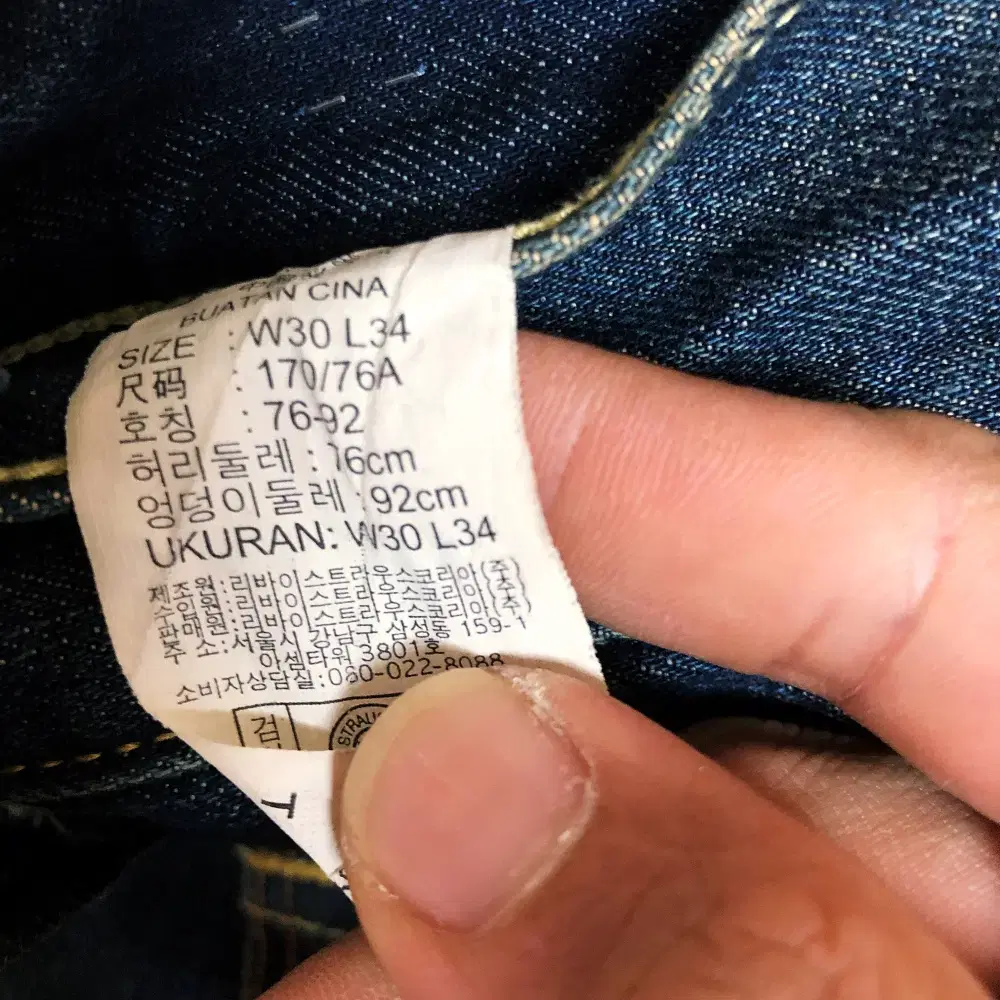 BUATAN CINA
SIZE : W30 L34
尺码 : 170/76A
호칭 : 76-92
허리둘레 : 76cm
엉덩이둘레 : 92cm
UKURAN: W30 L34
제조원 : 리바이스트라우스코리아(주)
수입원 : 리바이스트라우스코리아(주)
판매원 : 리바이스트라우스코리아(주)
주 소 : 서울시 강남구 삼성동 159-1
아셈타워 3801호
소비자상담실:080-022-8088
검
STRAU
T